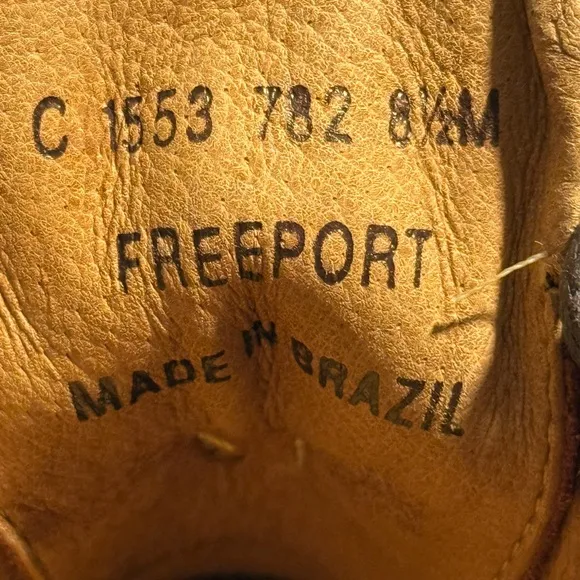 C 1553 782 8½M
FREEPORT
MADE IN BRAZIL